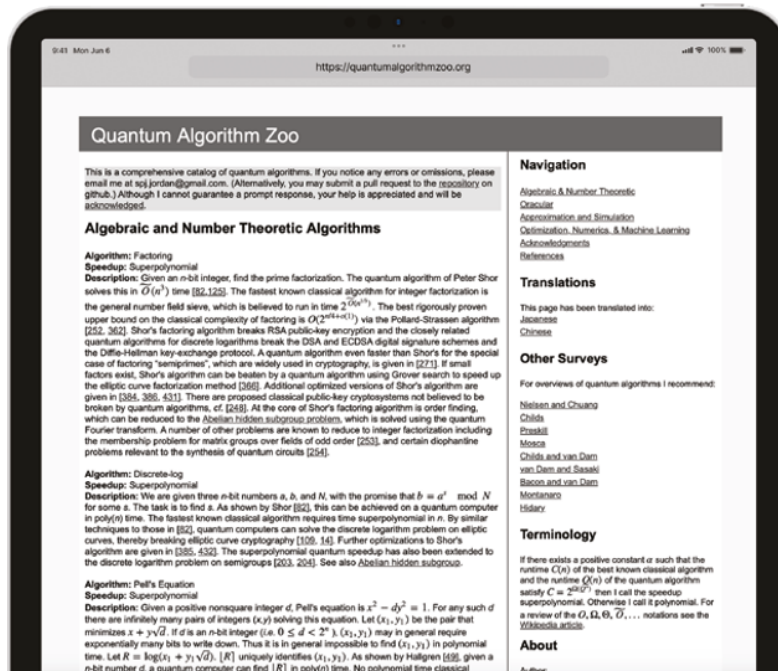 9:41 Mon Jun 6
100%
https://quantumalgorithmzoo.org
Quantum Algorithm Zoo
This is a comprehensive catalog of quantum algorithms. If you notice any errors or omissions, please
email me at spj.jordan@gmail.com. (Alternatively, you may submit a pull request to the repository on
github.) Although I cannot guarantee a prompt response, your help is appreciated and will be
acknowledged.
Algebraic and Number Theoretic Algorithms
Algorithm: Factoring
Speedup: Superpolynomial
Description: Given an n-bit integer, find the prime factorization. The quantum algorithm of Peter Shor
solves this in Õ(n³) time [82,125]. The fastest known classical algorithm for integer factorization is
the general number field sieve, which is believed to run in time 2^Õ(n^1/3). The best rigorously proven
upper bound on the classical complexity of factoring is O(2^n/4+o(1)) via the Pollard-Strassen algorithm
[252, 362]. Shor's factoring algorithm breaks RSA public-key encryption and the closely related
quantum algorithms for discrete logarithms break the DSA and ECDSA digital signature schemes and
the Diffie-Hellman key-exchange protocol. A quantum algorithm even faster than Shor's for the special
case of factoring "semiprimes", which are widely used in cryptography, is given in [271]. If small
factors exist, Shor's algorithm can be beaten by a quantum algorithm using Grover search to speed up
the elliptic curve factorization method [366]. Additional optimized versions of Shor's algorithm are
given in [384, 386, 431]. There are proposed classical public-key cryptosystems not believed to be
broken by quantum algorithms, cf. [248]. At the core of Shor's factoring algorithm is order finding,
which can be reduced to the Abelian hidden subgroup problem, which is solved using the quantum
Fourier transform. A number of other problems are known to reduce to integer factorization including
the membership problem for matrix groups over fields of odd order [253], and certain diophantine
problems relevant to the synthesis of quantum circuits [254].
Algorithm: Discrete-log
Speedup: Superpolynomial
Description: We are given three n-bit numbers a, b, and N, with the promise that b = a^s mod N
for some s. The task is to find s. As shown by Shor [82], this can be achieved on a quantum computer
in poly(n) time. The fastest known classical algorithm requires time superpolynomial in n. By similar
techniques to those in [82], quantum computers can solve the discrete logarithm problem on elliptic
curves, thereby breaking elliptic curve cryptography [109, 14]. Further optimizations to Shor's
algorithm are given in [385, 432]. The superpolynomial quantum speedup has also been extended to
the discrete logarithm problem on semigroups [203, 204]. See also Abelian hidden subgroup.
Algorithm: Pell's Equation
Speedup: Superpolynomial
Description: Given a positive nonsquare integer d, Pell's equation is x² − dy² = 1. For any such d
there are infinitely many pairs of integers (x,y) solving this equation. Let (x₁, y₁) be the pair that
minimizes x + y√d. If d is an n-bit integer (i.e. 0 ≤ d < 2ⁿ ), (x₁, y₁) may in general require
exponentially many bits to write down. Thus it is in general impossible to find (x₁, y₁) in polynomial
time. Let R = log(x₁ + y₁√d). ⌊R⌉ uniquely identifies (x₁, y₁). As shown by Hallgren [49], given a
n-bit number d, a quantum computer can find ⌊R⌉ in poly(n) time. No polynomial time classical
Navigation
Algebraic & Number Theoretic
Oracular
Approximation and Simulation
Optimization, Numerics, & Machine Learning
Acknowledgments
References
Translations
This page has been translated into:
Japanese
Chinese
Other Surveys
For overviews of quantum algorithms I recommend:
Nielsen and Chuang
Childs
Preskill
Mosca
Childs and van Dam
van Dam and Sasaki
Bacon and van Dam
Montanaro
Hidary
Terminology
If there exists a positive constant α such that the
runtime C(n) of the best known classical algorithm
and the runtime Q(n) of the quantum algorithm
satisfy C = 2^Ω(Q^α) then I call the speedup
superpolynomial. Otherwise I call it polynomial. For
a review of the O, Ω, Θ, Õ, … notations see the
Wikipedia article.
About